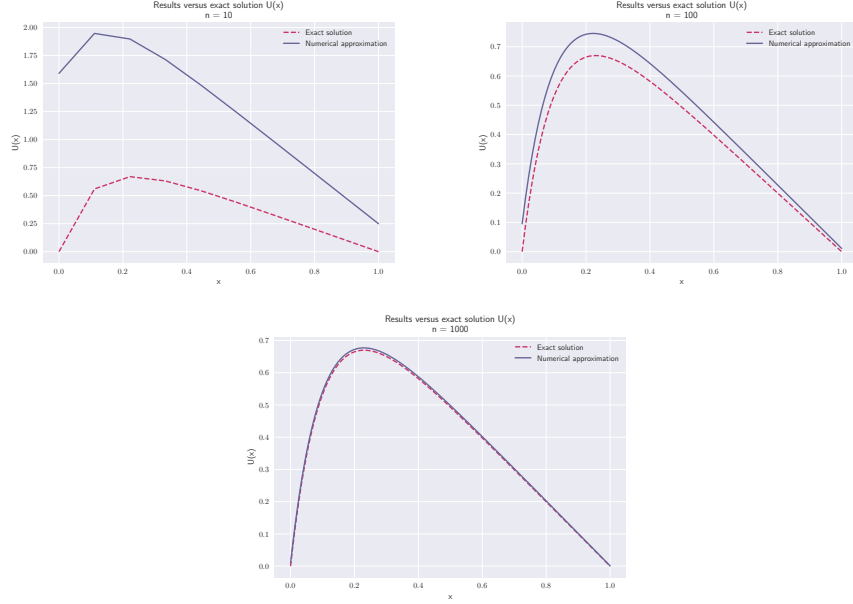 Results versus exact solution U(x)
n = 10
Exact solution
Numerical approximation
2.00
1.75
1.50
1.25
1.00
0.75
0.50
0.25
0.00
U(x)
0.0 0.2 0.4 0.6 0.8 1.0
x
Results versus exact solution U(x)
n = 100
Exact solution
Numerical approximation
0.7
0.6
0.5
0.4
0.3
0.2
0.1
0.0
U(x)
0.0 0.2 0.4 0.6 0.8 1.0
x
Results versus exact solution U(x)
n = 1000
Exact solution
Numerical approximation
0.7
0.6
0.5
0.4
0.3
0.2
0.1
0.0
U(x)
0.0 0.2 0.4 0.6 0.8 1.0
x